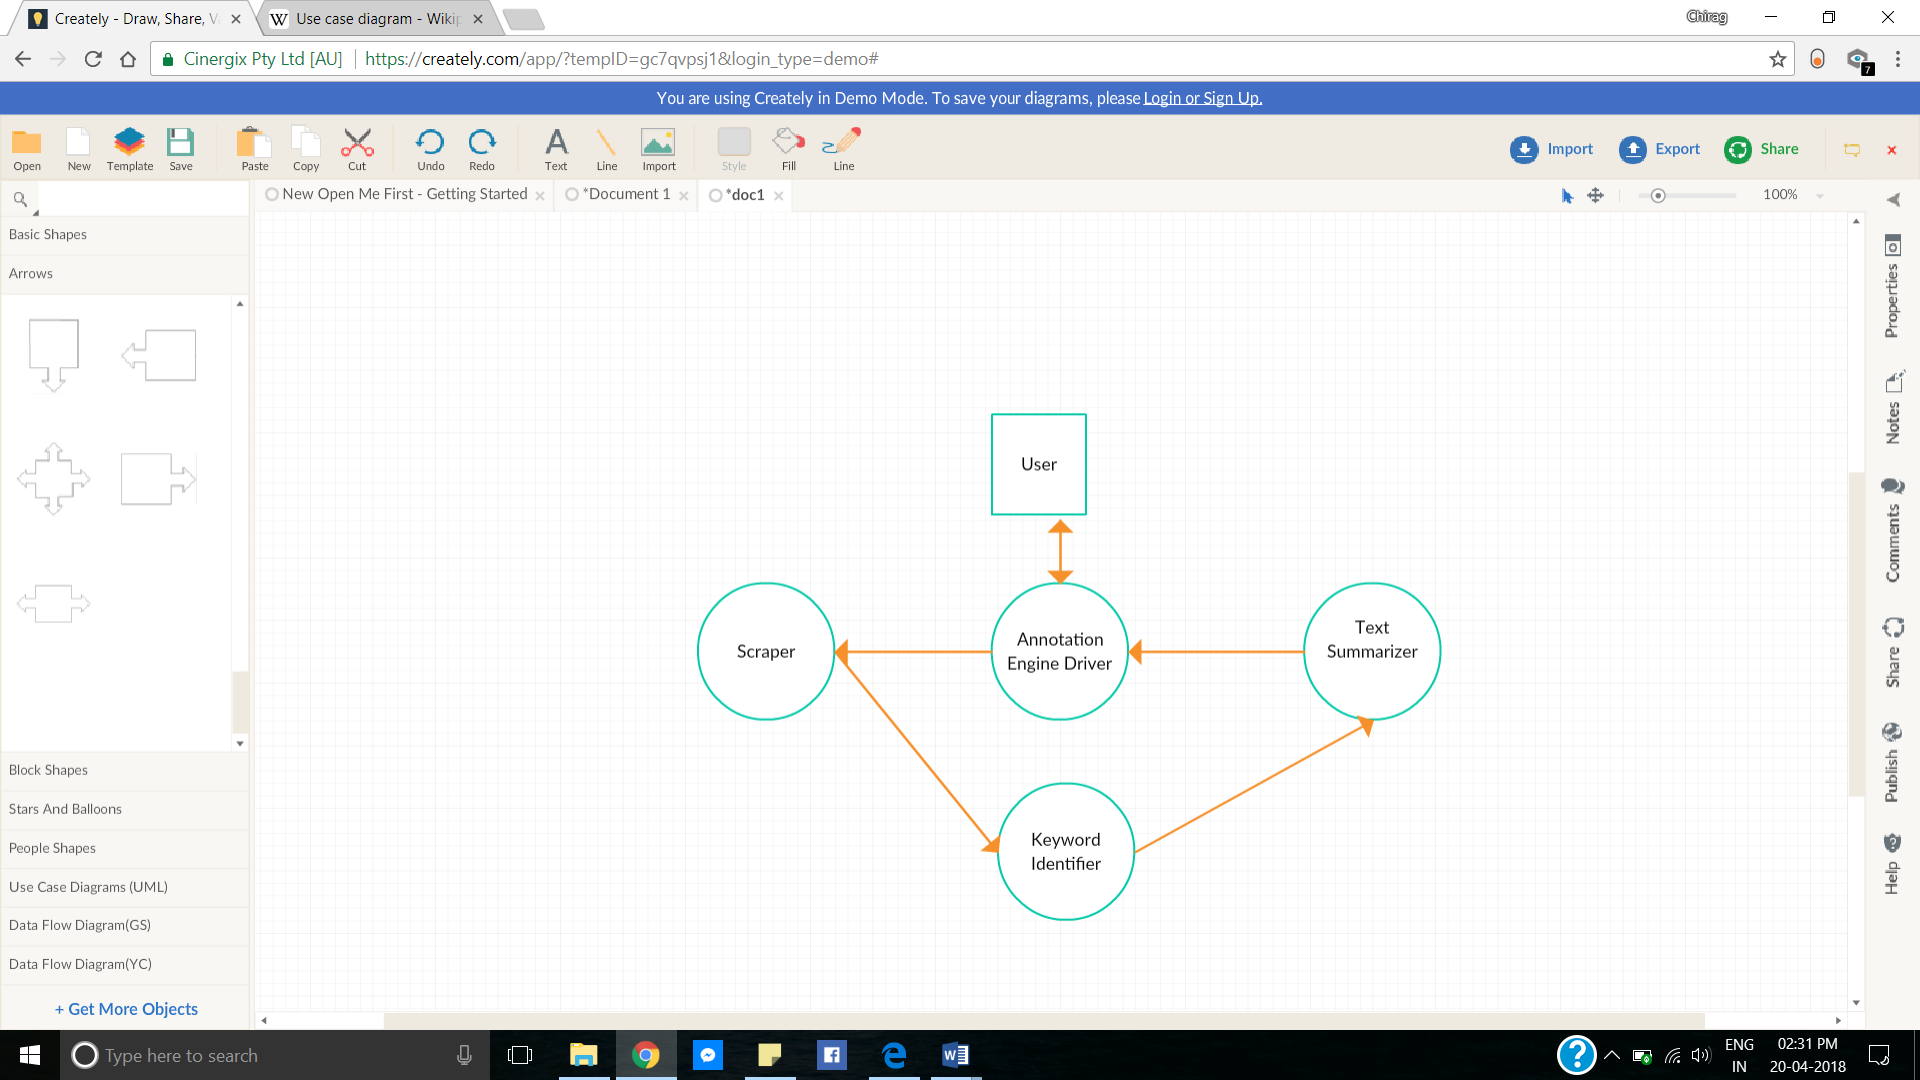 Creately - Draw, Share, V
Use case diagram - Wikip
Chirag
Cinergix Pty Ltd [AU]
https://creately.com/app/?tempID=gc7qvpsj1&login_type=demo#
7
You are using Creately in Demo Mode. To save your diagrams, please Login or Sign Up.
Open
New
Template
Save
Paste
Copy
Cut
Undo
Redo
Text
Line
Import
Style
Fill
Line
Import
Export
Share
New Open Me First - Getting Started
*Document 1
*doc1
100%
Basic Shapes
Arrows
Block Shapes
Stars And Balloons
People Shapes
Use Case Diagrams (UML)
Data Flow Diagram(GS)
Data Flow Diagram(YC)
+ Get More Objects
User
Scraper
Annotation
Engine Driver
Text
Summarizer
Keyword
Identifier
Properties
Notes
Comments
Share
Publish
Help
Type here to search
ENG
IN
02:31 PM
20-04-2018